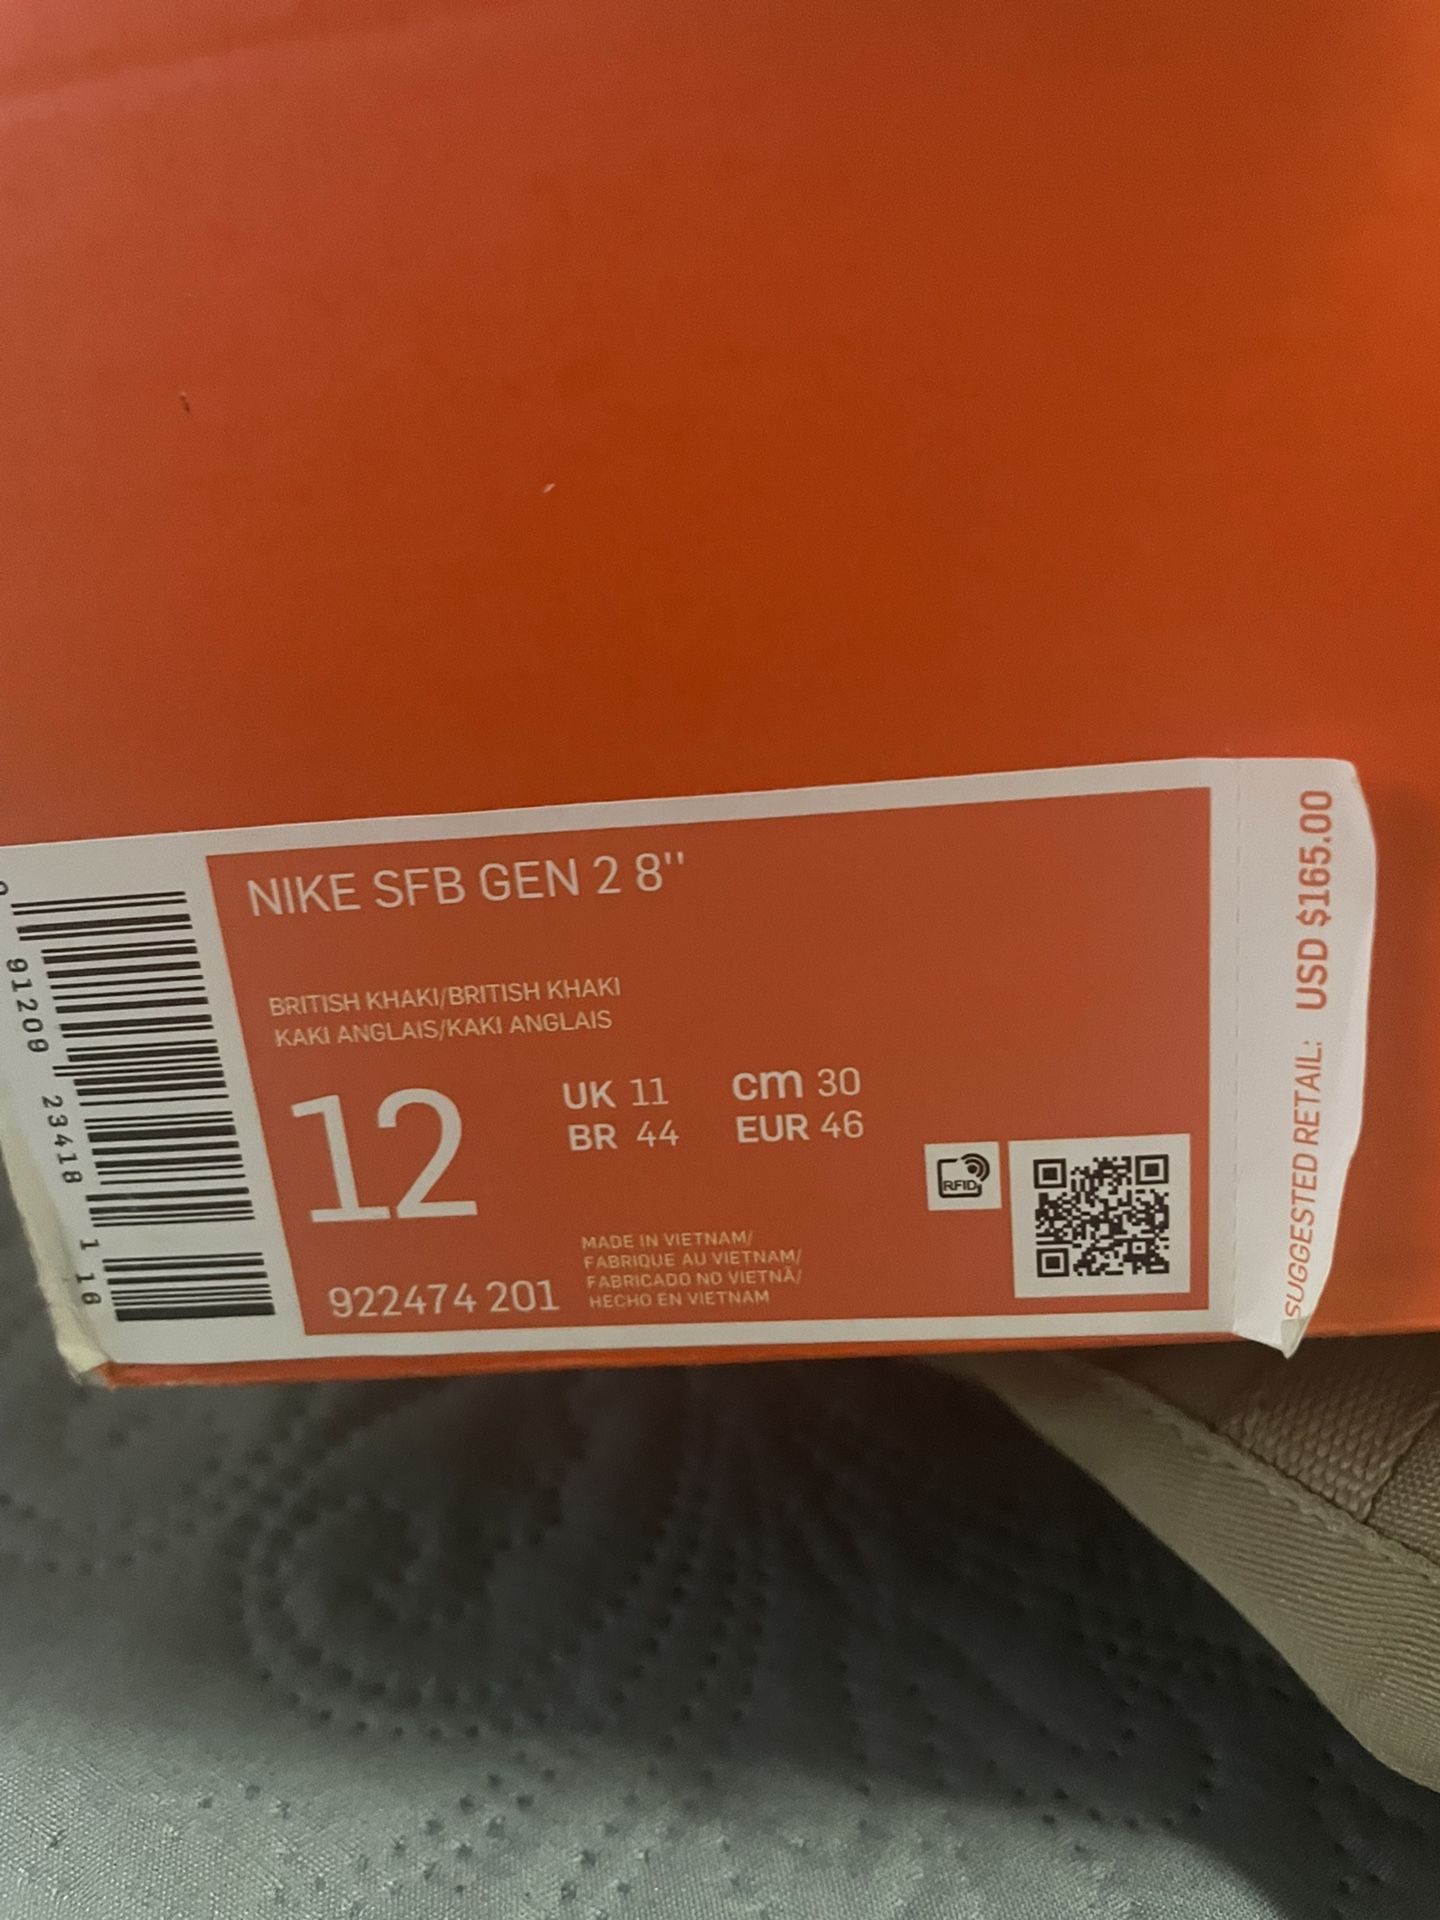 NIKE SFB GEN 2 8''
BRITISH KHAKI/BRITISH KHAKI
KAKI ANGLAIS/KAKI ANGLAIS
12
UK 11
cm 30
BR 44
EUR 46
RFID
922474 201
MADE IN VIETNAM/
FABRIQUE AU VIETNAM/
FABRICADO NO VIETNÃ/
HECHO EN VIETNAM
SUGGESTED RETAIL: USD $165.00
91209 23418 1 18